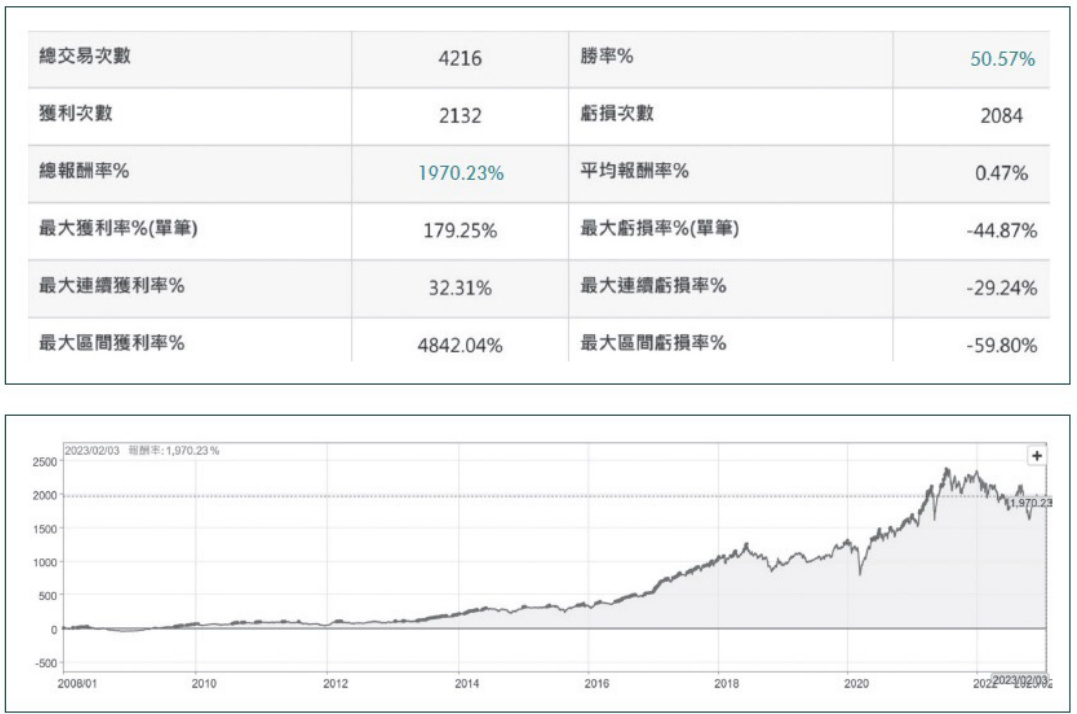 總交易次數 4216 勝率% 50.57%
獲利次數 2132 虧損次數 2084
總報酬率% 1970.23% 平均報酬率% 0.47%
最大獲利率%(單筆) 179.25% 最大虧損率%(單筆) -44.87%
最大連續獲利率% 32.31% 最大連續虧損率% -29.24%
最大區間獲利率% 4842.04% 最大區間虧損率% -59.80%
2023/02/03 報酬率:1,970.23%
+
2500
2000
1,970.23
1500
1000
500
0
-500
2008/01 2010 2012 2014 2016 2018 2020 2022 2023/02/03